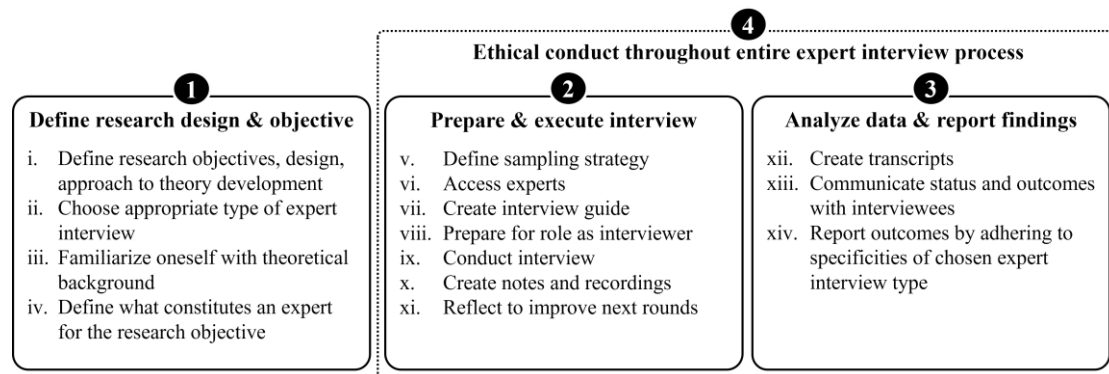 4
Ethical conduct throughout entire expert interview process
1
Define research design & objective
i. Define research objectives, design,
approach to theory development
ii. Choose appropriate type of expert
interview
iii. Familiarize oneself with theoretical
background
iv. Define what constitutes an expert
for the research objective
2
Prepare & execute interview
v. Define sampling strategy
vi. Access experts
vii. Create interview guide
viii. Prepare for role as interviewer
ix. Conduct interview
x. Create notes and recordings
xi. Reflect to improve next rounds
3
Analyze data & report findings
xii. Create transcripts
xiii. Communicate status and outcomes
with interviewees
xiv. Report outcomes by adhering to
specificities of chosen expert
interview type